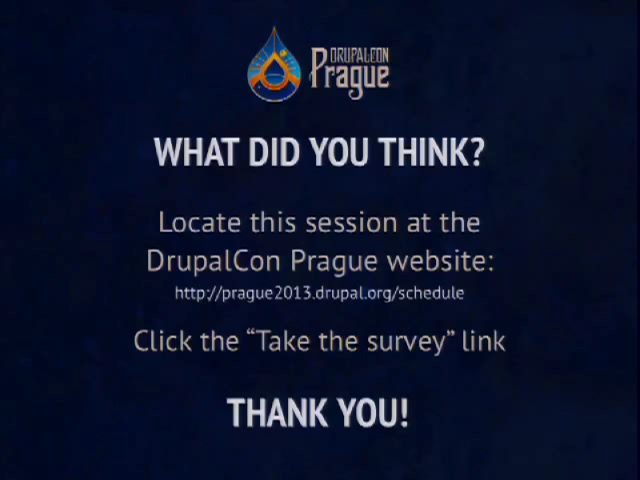 DRUPALCON
Prague
WHAT DID YOU THINK?
Locate this session at the
DrupalCon Prague website:
http://prague2013.drupal.org/schedule
Click the “Take the survey” link
THANK YOU!